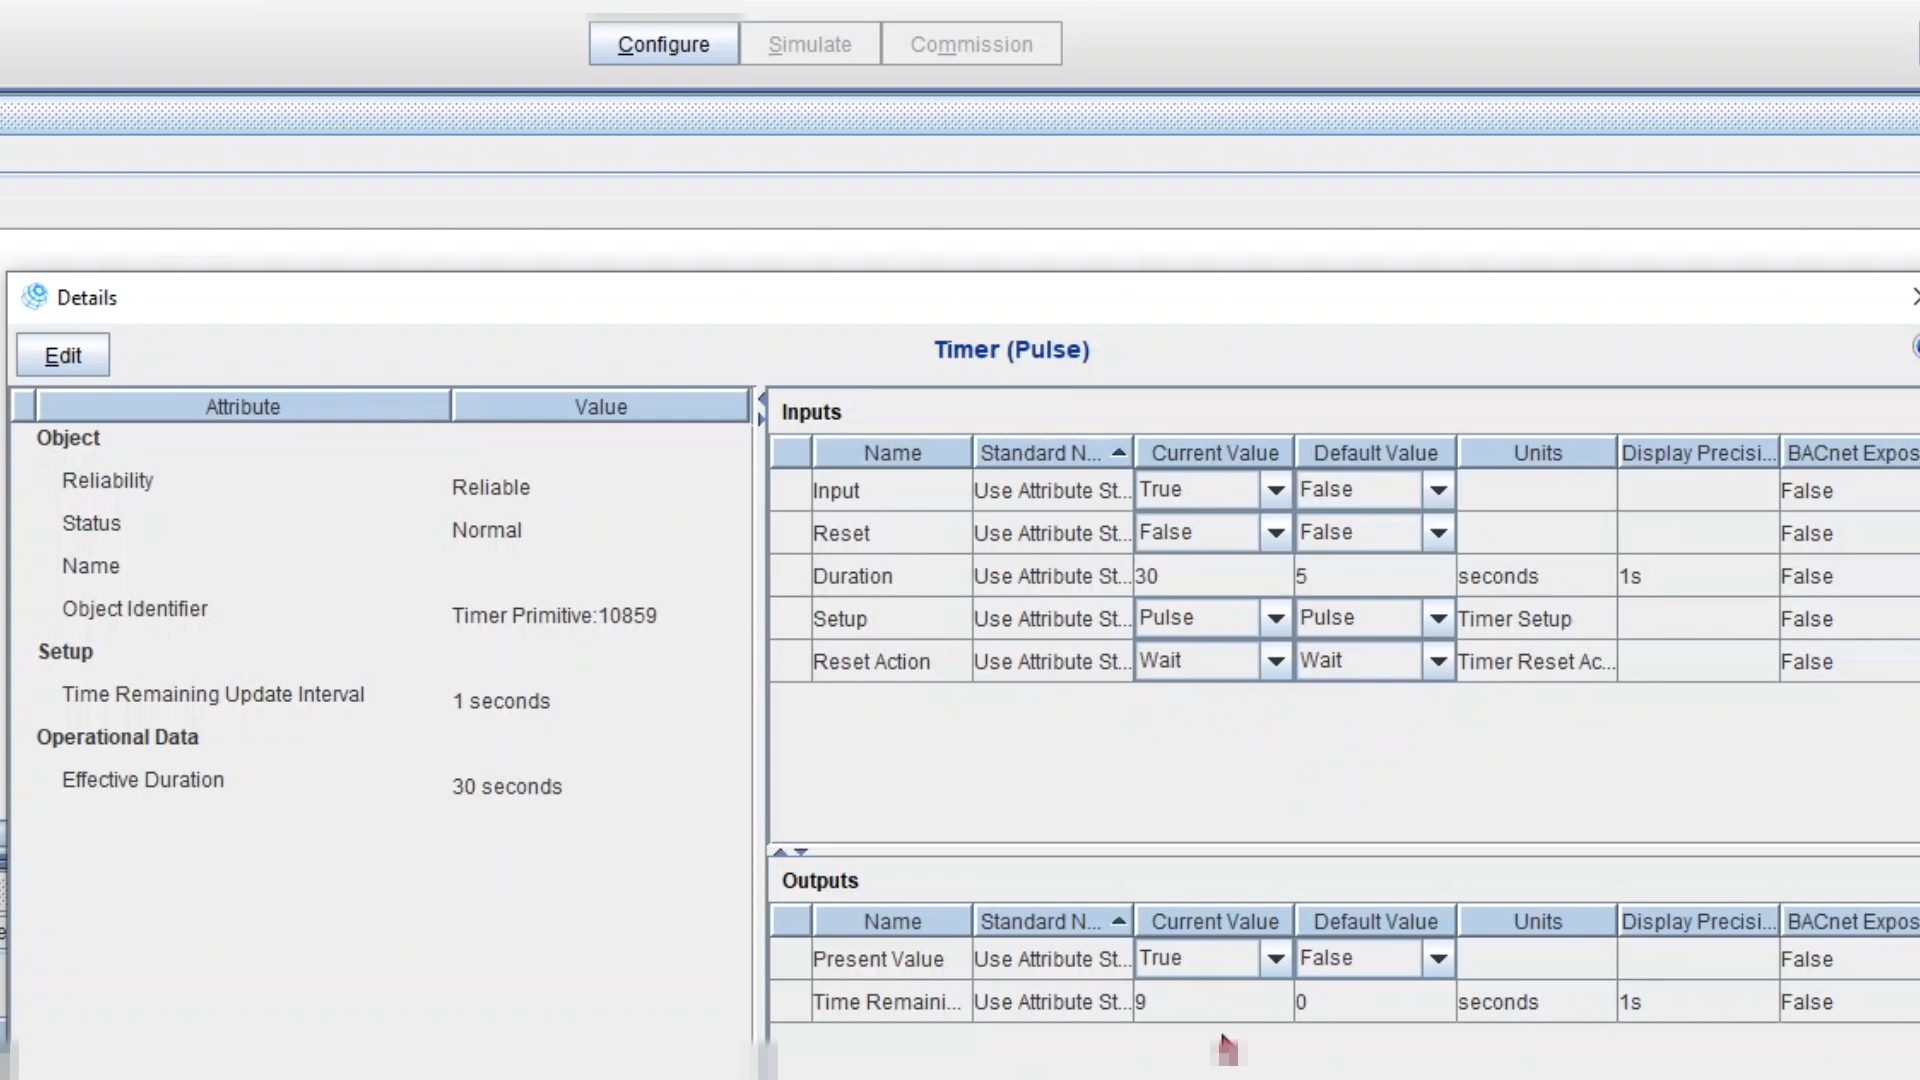 Configure Simulate Commission
Details
Edit Timer (Pulse)
Attribute Value
Object
Reliability Reliable
Status Normal
Name
Object Identifier Timer Primitive:10859
Setup
Time Remaining Update Interval 1 seconds
Operational Data
Effective Duration 30 seconds
Inputs
Name Standard N... Current Value Default Value Units Display Precisi... BACnet Expos
Input Use Attribute St... True False False
Reset Use Attribute St... False False False
Duration Use Attribute St... 30 5 seconds 1s False
Setup Use Attribute St... Pulse Pulse Timer Setup False
Reset Action Use Attribute St... Wait Wait Timer Reset Ac... False
Outputs
Name Standard N... Current Value Default Value Units Display Precisi... BACnet Expos
Present Value Use Attribute St... True False False
Time Remaini... Use Attribute St... 9 0 seconds 1s False